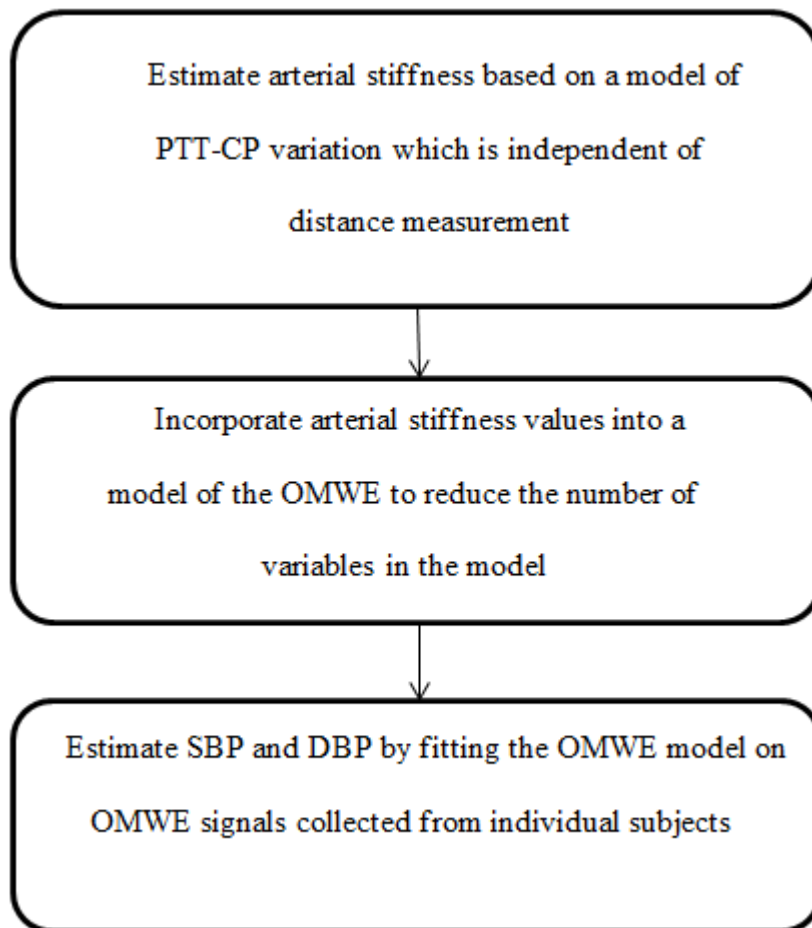 Estimate arterial stiffness based on a model of
PTT-CP variation which is independent of
distance measurement
Incorporate arterial stiffness values into a
model of the OMWE to reduce the number of
variables in the model
Estimate SBP and DBP by fitting the OMWE model on
OMWE signals collected from individual subjects